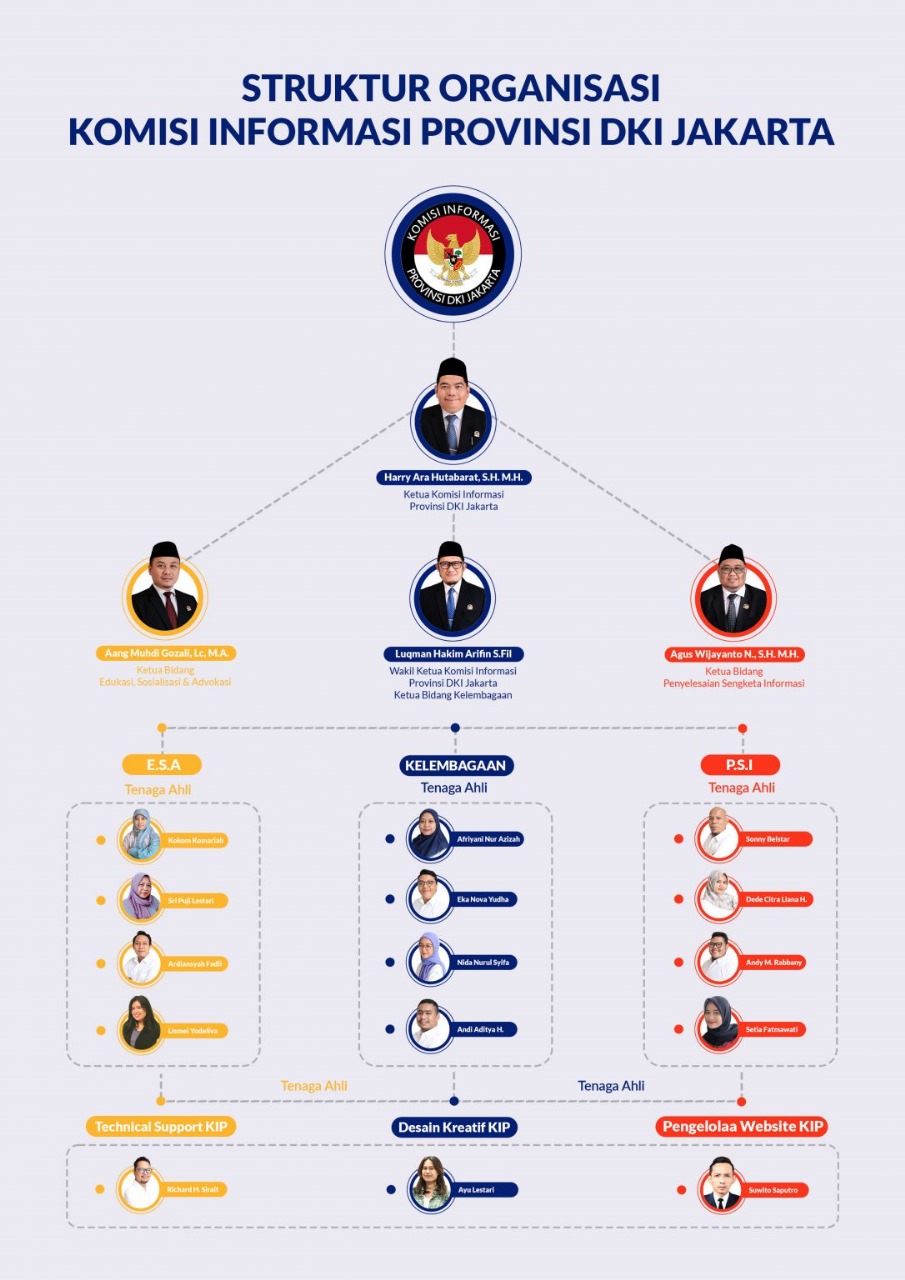 STRUKTUR ORGANISASI
KOMISI INFORMASI PROVINSI DKI JAKARTA
KOMISI INFORMASI
PROVINSI DKI JAKARTA
Harry Ara Hutabarat, S.H. M.H.
Ketua Komisi Informasi
Provinsi DKI Jakarta
Aang Muhdi Gozali, Lc, M.A.
Ketua Bidang
Edukasi, Sosialisasi & Advokasi
Luqman Hakim Arifin S.Fil
Wakil Ketua Komisi Informasi
Provinsi DKI Jakarta
Ketua Bidang Kelembagaan
Agus Wijayanto N., S.H. M.H.
Ketua Bidang
Penyelesaian Sengketa Informasi
E.S.A
Tenaga Ahli
Kokom Komariah
Sri Puji Lestari
Ardiansyah Fadli
Lismei Yodeliva
KELEMBAGAAN
Tenaga Ahli
Afriyani Nur Azizah
Eka Nova Yudha
Nida Nurul Syifa
Andi Aditya H.
P.S.I
Tenaga Ahli
Sonny Belstar
Dede Citra Liana H.
Andy M. Rabbany
Setia Fatmawati
Tenaga Ahli
Tenaga Ahli
Technical Support KIP
Richard H. Sirait
Desain Kreatif KIP
Ayu Lestari
Pengelolaa Website KIP
Suwito Saputro